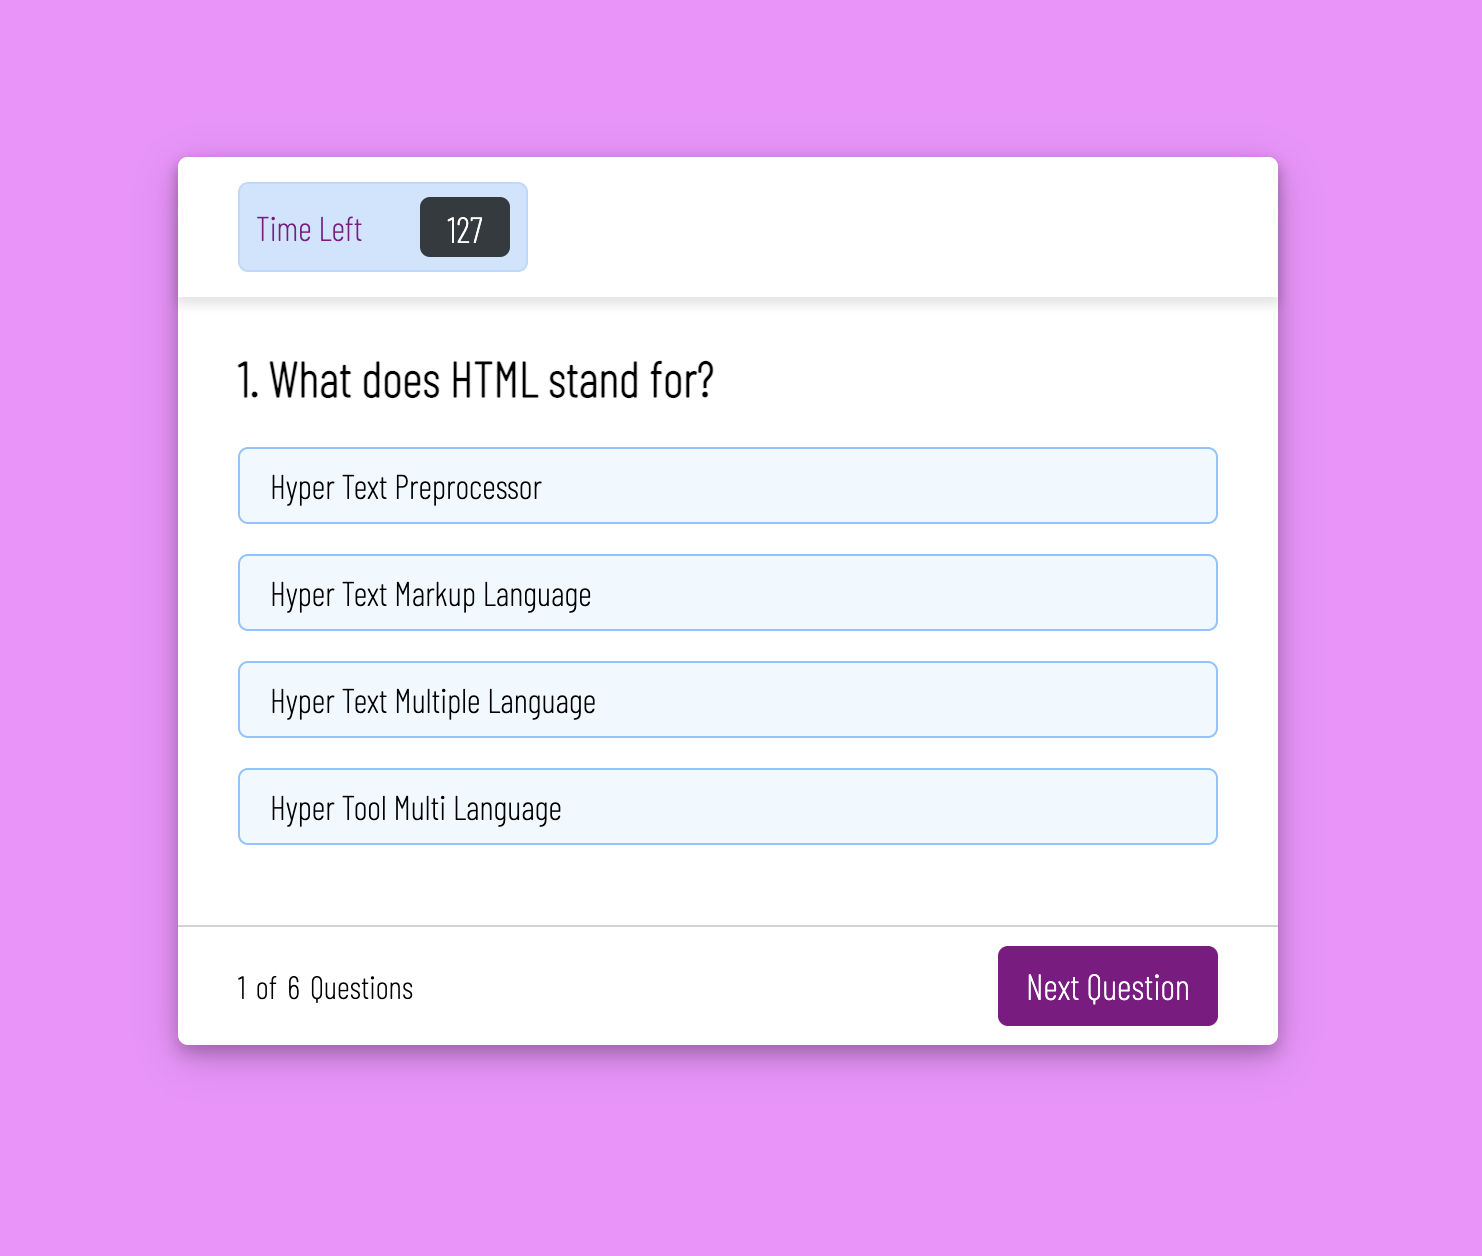 Time Left 127
1. What does HTML stand for?
Hyper Text Preprocessor
Hyper Text Markup Language
Hyper Text Multiple Language
Hyper Tool Multi Language
1 of 6 Questions Next Question